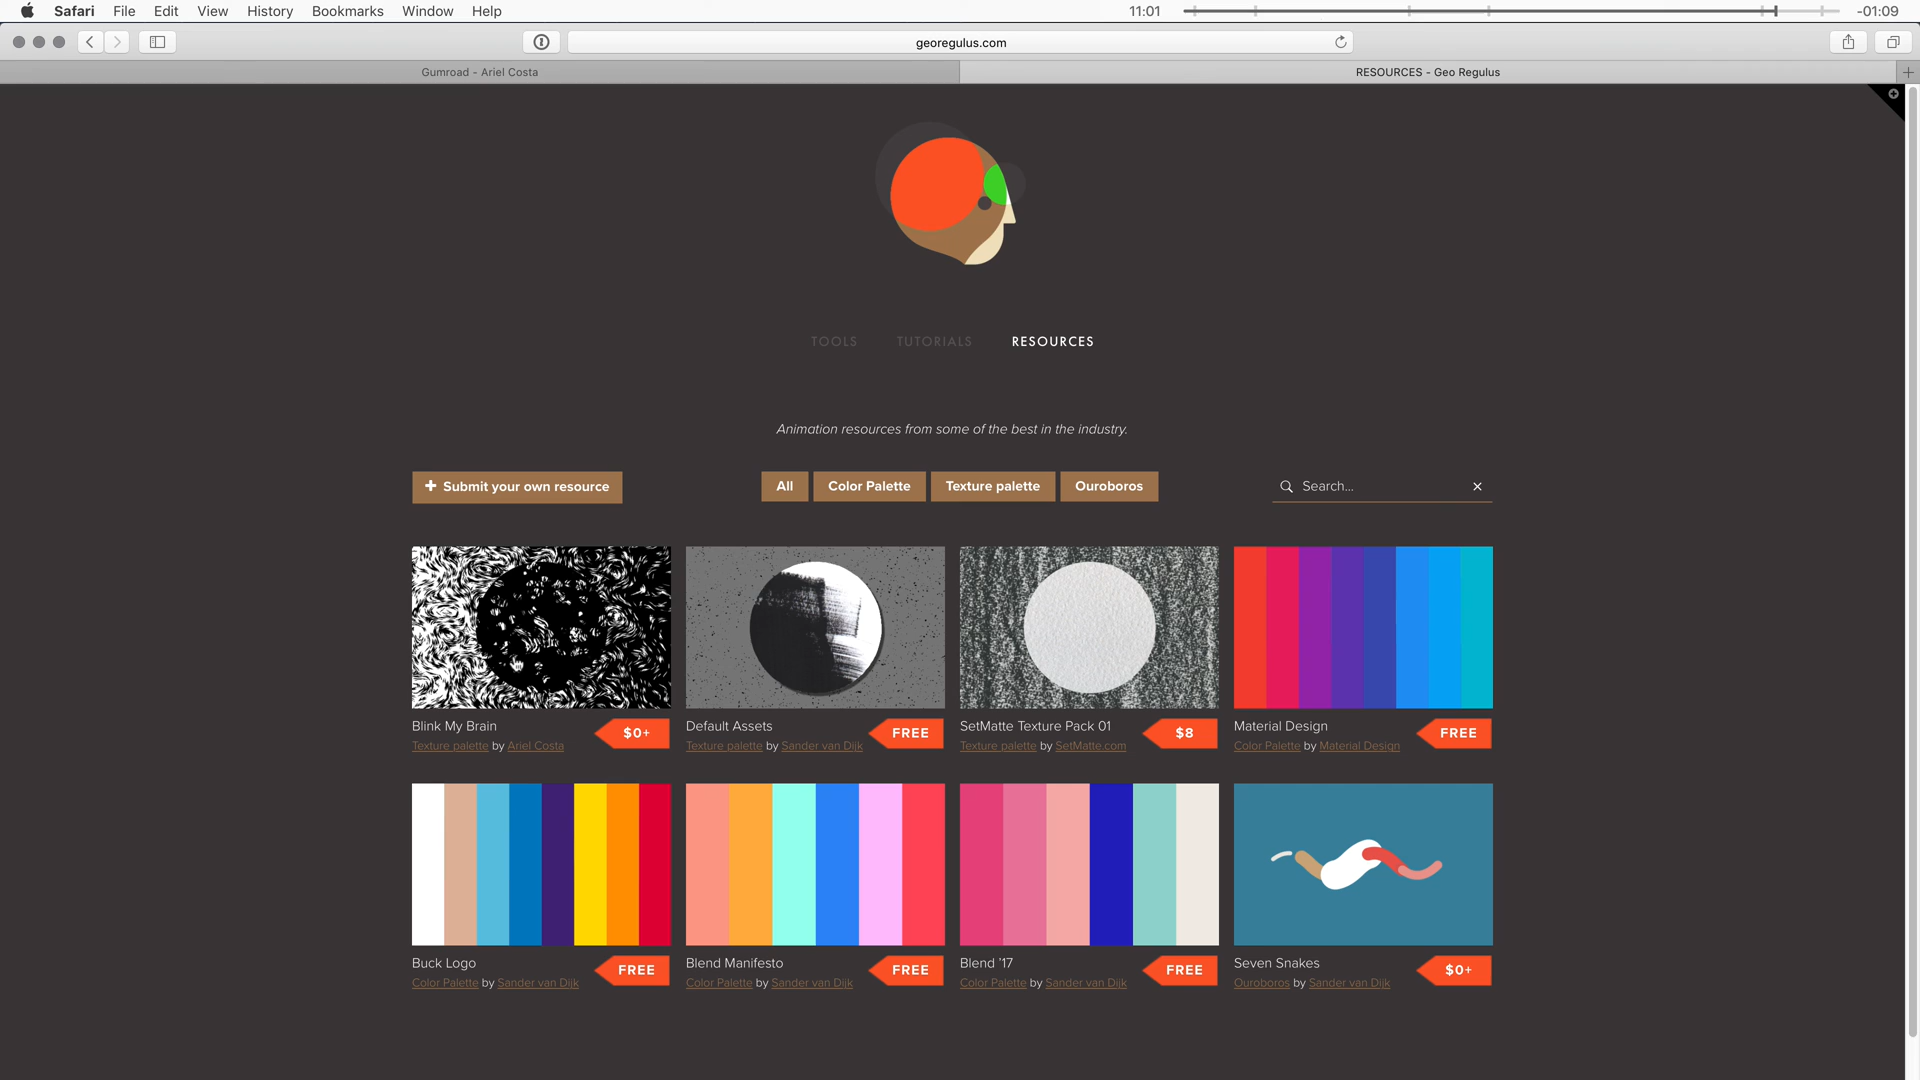 Safari File Edit View History Bookmarks Window Help 11:01 -01:09
georegulus.com
Gumroad - Ariel Costa RESOURCES - Geo Regulus
TOOLS TUTORIALS RESOURCES
Animation resources from some of the best in the industry.
Submit your own resource All Color Palette Texture palette Ouroboros Search...
Blink My Brain
Texture palette by Ariel Costa
$0+
Default Assets
Texture palette by Sander van Dijk
FREE
SetMatte Texture Pack 01
Texture palette by SetMatte.com
$8
Material Design
Color Palette by Material Design
FREE
Buck Logo
Color Palette by Sander van Dijk
FREE
Blend Manifesto
Color Palette by Sander van Dijk
FREE
Blend '17
Color Palette by Sander van Dijk
FREE
Seven Snakes
Ouroboros by Sander van Dijk
$0+